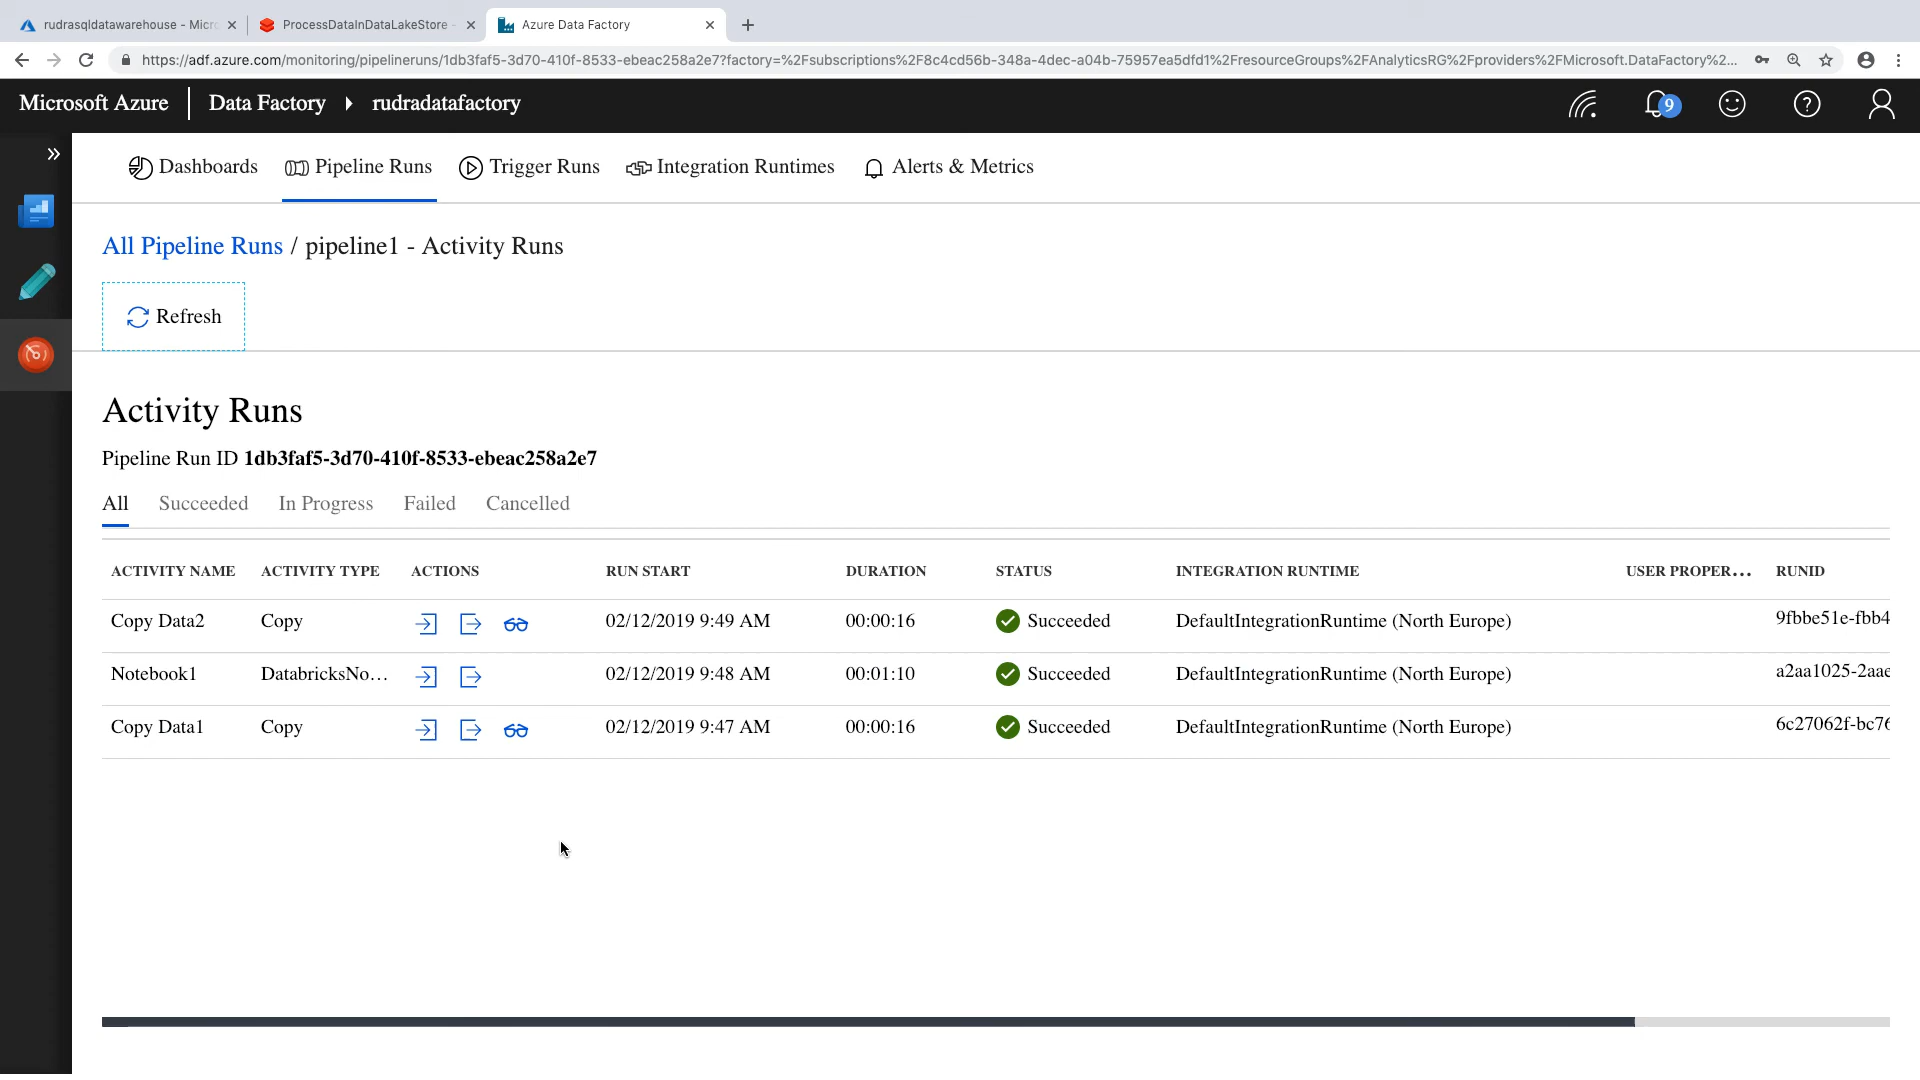 rudrasqldatawarehouse - Micr
ProcessDataInDataLakeStore -
Azure Data Factory
https://adf.azure.com/monitoring/pipelineruns/1db3faf5-3d70-410f-8533-ebeac258a2e7?factory=%2Fsubscriptions%2F8c4cd56b-348a-4dec-a04b-75957ea5dfd1%2FresourceGroups%2FAnalyticsRG%2Fproviders%2FMicrosoft.DataFactory%2...
Microsoft Azure Data Factory rudradatafactory 9
Dashboards Pipeline Runs Trigger Runs Integration Runtimes Alerts & Metrics
All Pipeline Runs / pipeline1 - Activity Runs
Refresh
Activity Runs
Pipeline Run ID 1db3faf5-3d70-410f-8533-ebeac258a2e7
All Succeeded In Progress Failed Cancelled
ACTIVITY NAME ACTIVITY TYPE ACTIONS RUN START DURATION STATUS INTEGRATION RUNTIME USER PROPER... RUNID
Copy Data2 Copy 02/12/2019 9:49 AM 00:00:16 Succeeded DefaultIntegrationRuntime (North Europe) 9fbbe51e-fbb4
Notebook1 DatabricksNo... 02/12/2019 9:48 AM 00:01:10 Succeeded DefaultIntegrationRuntime (North Europe) a2aa1025-2aae
Copy Data1 Copy 02/12/2019 9:47 AM 00:00:16 Succeeded DefaultIntegrationRuntime (North Europe) 6c27062f-bc76